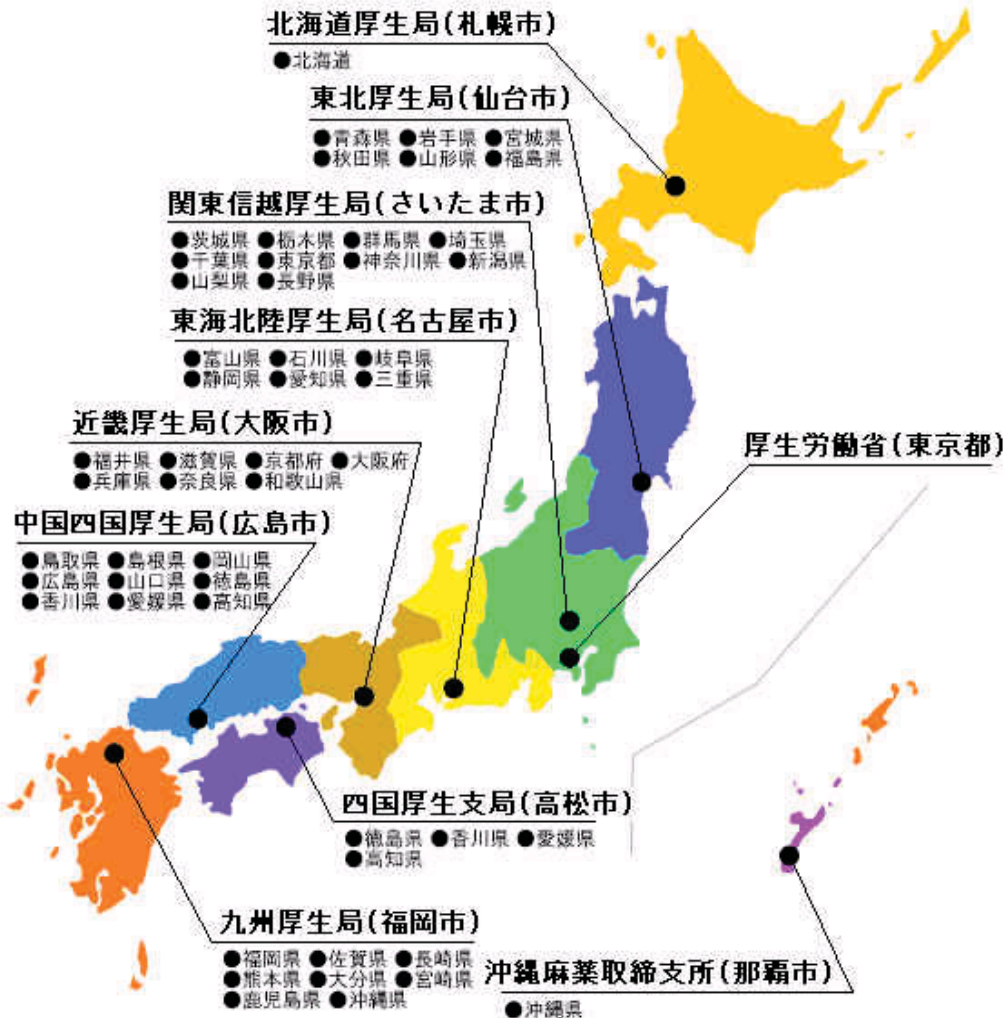 北海道厚生局(札幌市)
●北海道
東北厚生局(仙台市)
●青森県 ●岩手県 ●宮城県
●秋田県 ●山形県 ●福島県
関東信越厚生局(さいたま市)
●茨城県 ●栃木県 ●群馬県 ●埼玉県
●千葉県 ●東京都 ●神奈川県 ●新潟県
●山梨県 ●長野県
東海北陸厚生局(名古屋市)
●富山県 ●石川県 ●岐阜県
●静岡県 ●愛知県 ●三重県
近畿厚生局(大阪市)
●福井県 ●滋賀県 ●京都府 ●大阪府
●兵庫県 ●奈良県 ●和歌山県
厚生労働省(東京都)
中国四国厚生局(広島市)
●鳥取県 ●島根県 ●岡山県
●広島県 ●山口県 ●徳島県
●香川県 ●愛媛県 ●高知県
四国厚生支局(高松市)
●徳島県 ●香川県 ●愛媛県
●高知県
九州厚生局(福岡市)
●福岡県 ●佐賀県 ●長崎県
●熊本県 ●大分県 ●宮崎県
●鹿児島県 ●沖縄県
沖縄麻薬取締支所(那覇市)
●沖縄県